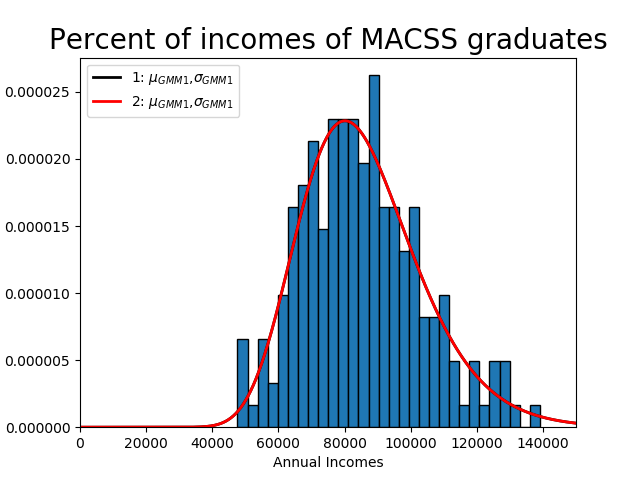 Percent of incomes of MACSS graduates
1: μGMM1,σGMM1
2: μGMM1,σGMM1
0.000025
0.000020
0.000015
0.000010
0.000005
0.000000
0 20000 40000 60000 80000 100000 120000 140000
Annual Incomes